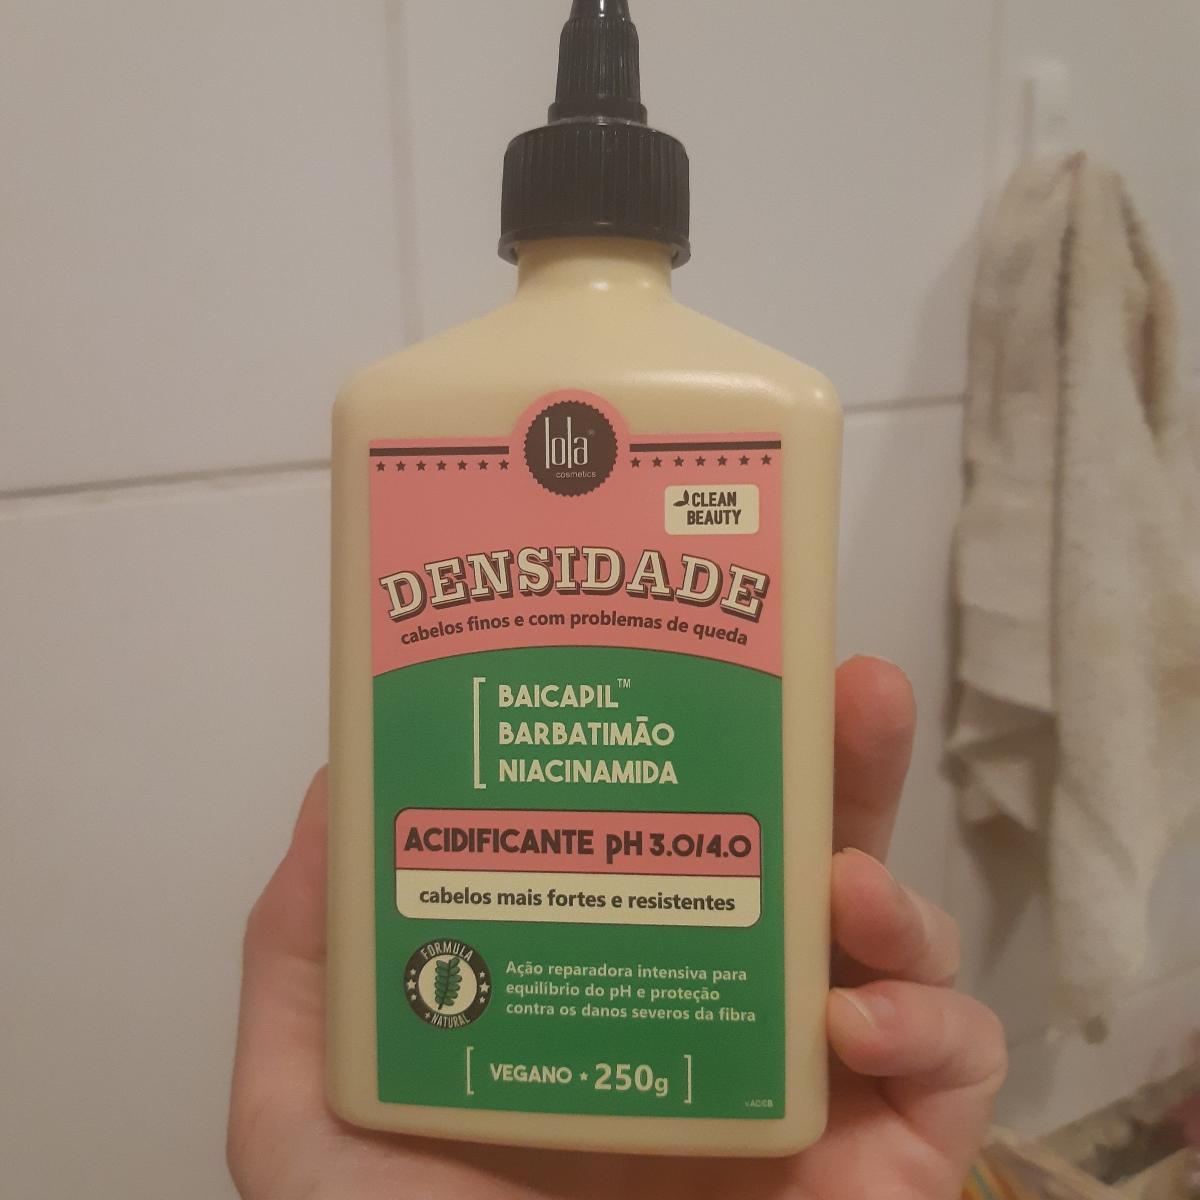 lola
cosmetics
CLEAN
BEAUTY
DENSIDADE
cabelos finos e com problemas de queda
BAICAPIL™
BARBATIMÃO
NIACINAMIDA
ACIDIFICANTE pH 3.0/4.0
cabelos mais fortes e resistentes
FORMULA
+ NATURAL
Ação reparadora intensiva para
equilíbrio do pH e proteção
contra os danos severos da fibra
VEGANO ★ 250g